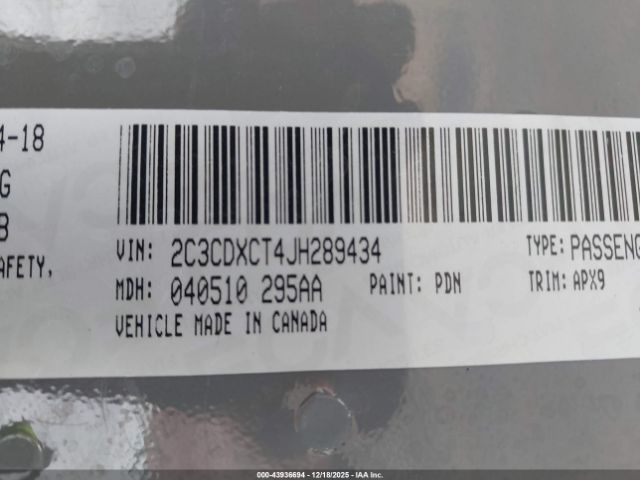 4-18
G
B
AFETY,
VIN: 2C3CDXCT4JH289434 TYPE: PASSENG
MDH: 040510 295AA PAINT: PDN TRIM: APX9
VEHICLE MADE IN CANADA
00-43936694 | 12/18/2025 - IAA Inc.